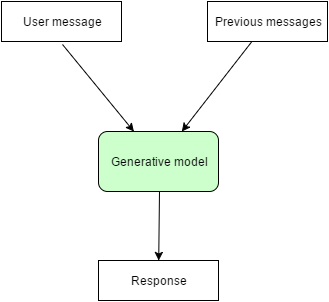 User message
Previous messages
Generative model
Response